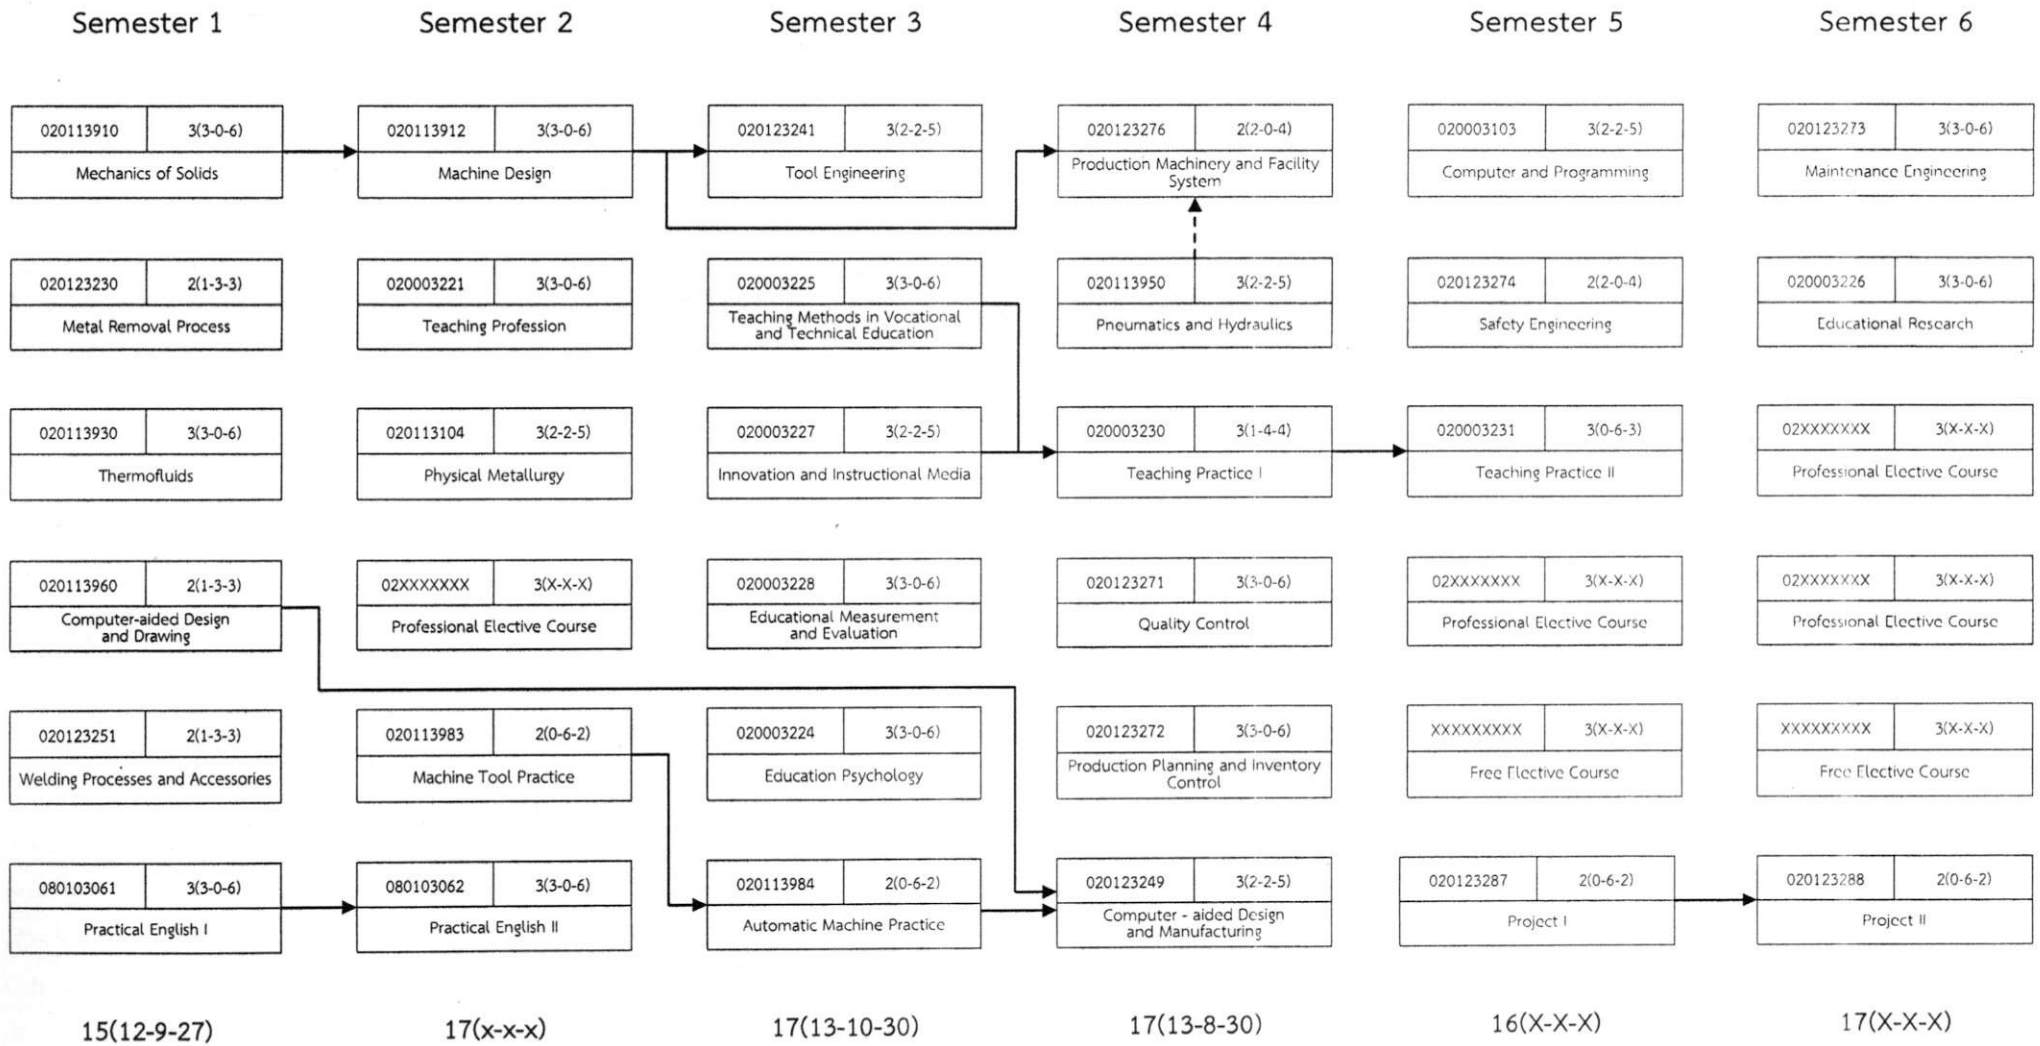 Semester 1 Semester 2 Semester 3 Semester 4 Semester 5 Semester 6
020113910 3(3-0-6) 020113912 3(3-0-6) 020123241 3(2-2-5) 020123276 2(2-0-4) 020003103 3(2-2-5) 020123273 3(3-0-6)
Mechanics of Solids Machine Design Tool Engineering Production Machinery and Facility Computer and Programming Maintenance Engineering
System
020123230 2(1-3-3) 020003221 3(3-0-6) 020003225 3(3-0-6) 020113950 3(2-2-5) 020123274 2(2-0-4) 020003226 3(3-0-6)
Metal Removal Process Teaching Profession Teaching Methods in Vocational Pneumatics and Hydraulics Safety Engineering Educational Research
and Technical Education
020113930 3(3-0-6) 020113104 3(2-2-5) 020003227 3(2-2-5) 020003230 3(1-4-4) 020003231 3(0-6-3) 02XXXXXXX 3(X-X-X)
Thermofluids Physical Metallurgy Innovation and Instructional Media Teaching Practice I Teaching Practice II Professional Elective Course
020113960 2(1-3-3) 02XXXXXXX 3(X-X-X) 020003228 3(3-0-6) 020123271 3(3-0-6) 02XXXXXXX 3(X-X-X) 02XXXXXXX 3(X-X-X)
Computer-aided Design Professional Elective Course Educational Measurement Quality Control Professional Elective Course Professional Elective Course
and Drawing and Evaluation
020123251 2(1-3-3) 020113983 2(0-6-2) 020003224 3(3-0-6) 020123272 3(3-0-6) XXXXXXXXX 3(X-X-X) XXXXXXXXX 3(X-X-X)
Welding Processes and Accessories Machine Tool Practice Education Psychology Production Planning and Inventory Free Elective Course Free Elective Course
Control
080103061 3(3-0-6) 080103062 3(3-0-6) 020113984 2(0-6-2) 020123249 3(2-2-5) 020123287 2(0-6-2) 020123288 2(0-6-2)
Practical English I Practical English II Automatic Machine Practice Computer - aided Design Project I Project II
and Manufacturing
15(12-9-27) 17(x-x-x) 17(13-10-30) 17(13-8-30) 16(X-X-X) 17(X-X-X)